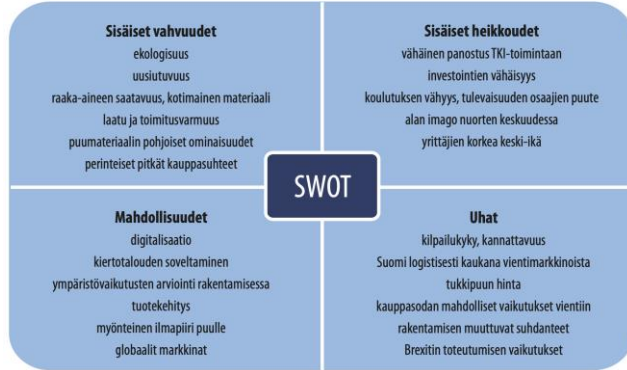 Sisäiset vahvuudet
ekologisuus
uusiutuvuus
raaka-aineen saatavuus, kotimainen materiaali
laatu ja toimitusvarmuus
puumateriaalin pohjoiset ominaisuudet
perinteiset pitkät kauppasuhteet
Sisäiset heikkoudet
vähäinen panostus TKI-toimintaan
investointien vähäisyys
koulutuksen vähyys, tulevaisuuden osaajien puute
alan imago nuorten keskuudessa
yrittäjien korkea keski-ikä
SWOT
Mahdollisuudet
digitalisaatio
kiertotalouden soveltaminen
ympäristövaikutusten arviointi rakentamisessa
tuotekehitys
myönteinen ilmapiiri puulle
globaalit markkinat
Uhat
kilpailukyky, kannattavuus
Suomi logistisesti kaukana vientimarkkinoista
tukkipuun hinta
kauppasodan mahdolliset vaikutukset vientiin
rakentamisen muuttuvat suhdanteet
Brexitin toteutumisen vaikutukset